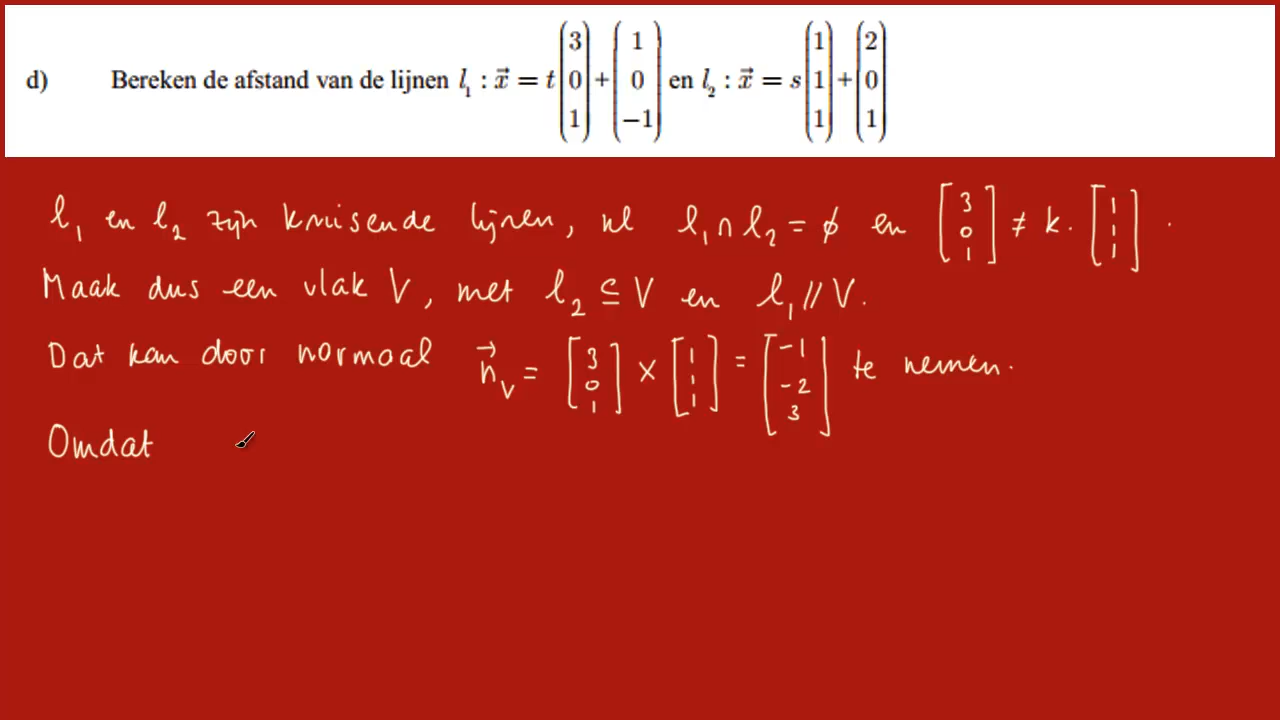 d) Bereken de afstand van de lijnen l₁ : x⃗ = t (3 0 1) + (1 0 −1) en l₂ : x⃗ = s (1 1 1) + (2 0 1)
l₁ en l₂ zijn kruisende lijnen, nl l₁ ∩ l₂ = ∅ en [3 0 1] ≠ k · [1 1 1] .
Maak dus een vlak V, met l₂ ⊆ V en l₁ // V.
Dat kan door normaal n⃗_V = [3 0 1] × [1 1 1] = [-1 -2 3] te nemen.
Omdat